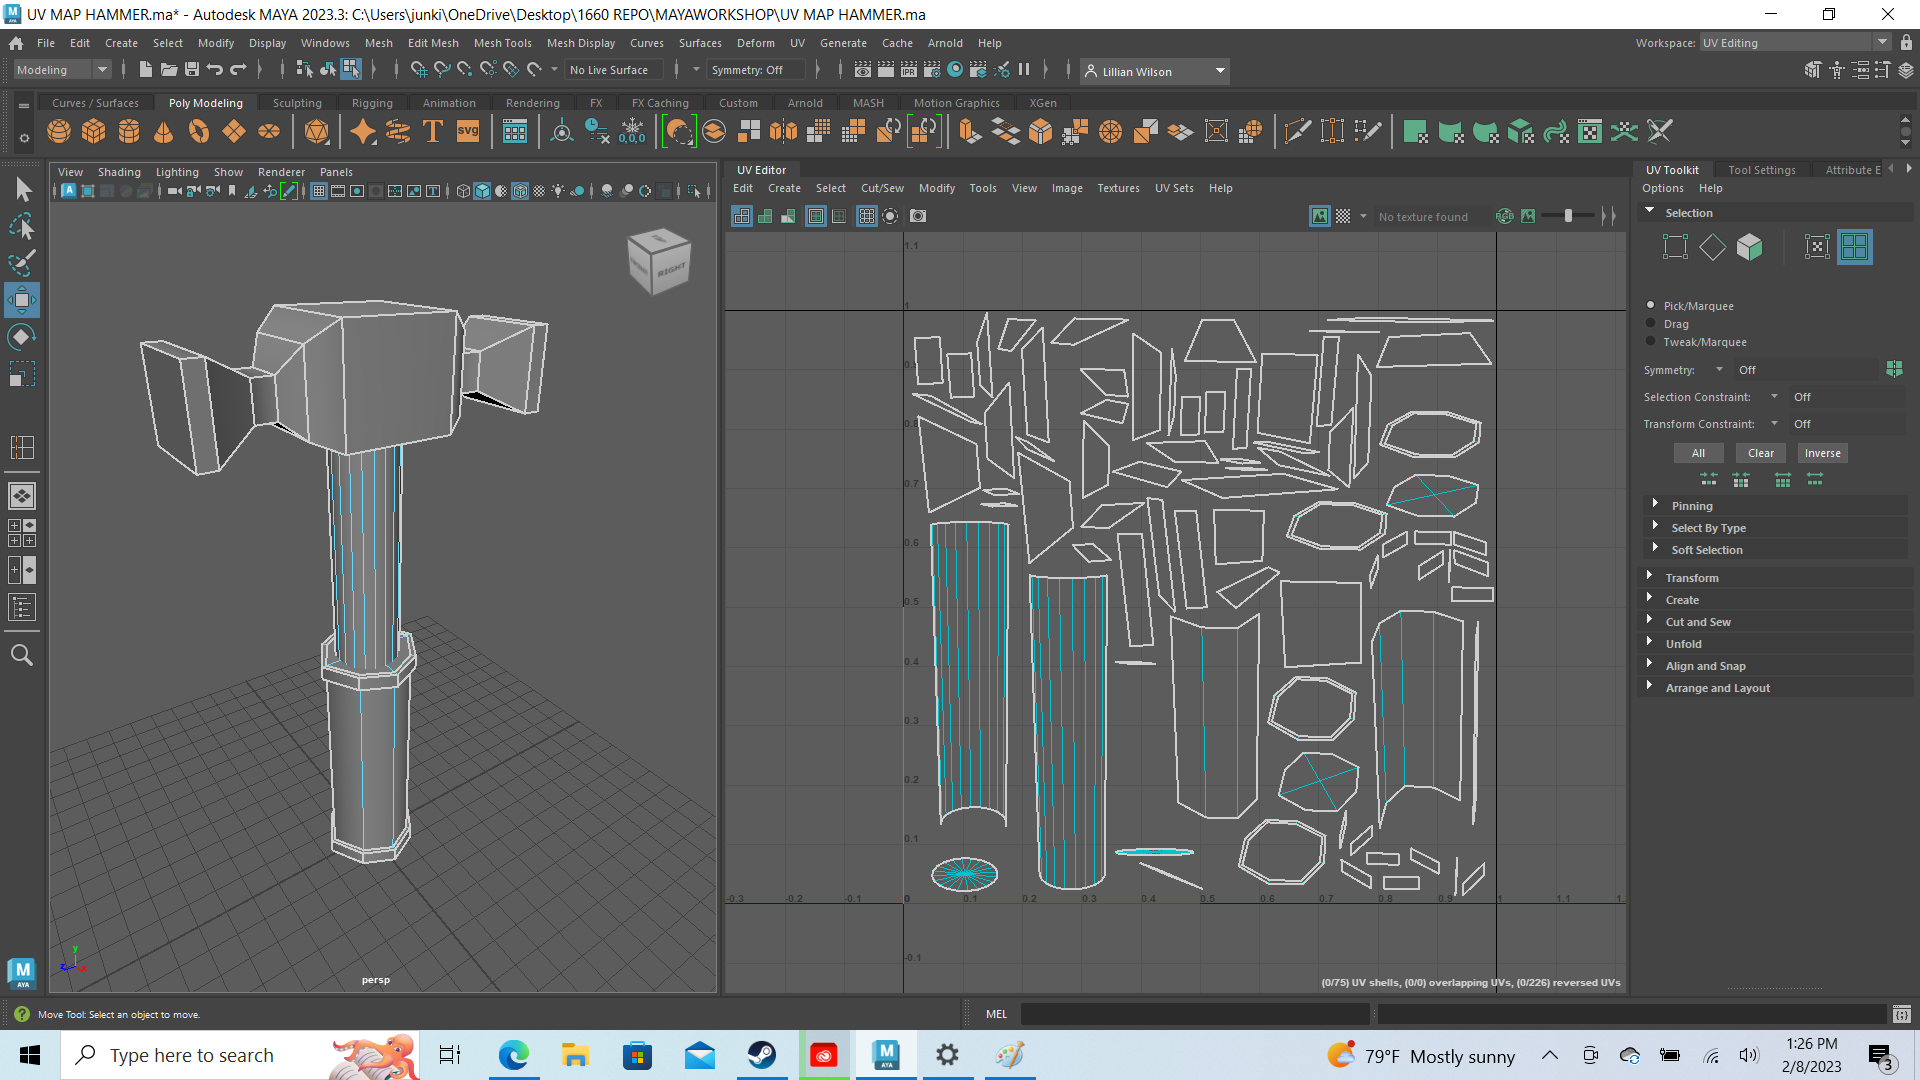 UV MAP HAMMER.ma* - Autodesk MAYA 2023.3: C:\Users\junki\OneDrive\Desktop\1660 REPO\MAYAWORKSHOP\UV MAP HAMMER.ma
File Edit Create Select Modify Display Windows Mesh Edit Mesh Mesh Tools Mesh Display Curves Surfaces Deform UV Generate Cache Arnold Help
Workspace: UV Editing
Modeling
No Live Surface
Symmetry: Off
IPR
Lillian Wilson
Curves / Surfaces Poly Modeling Sculpting Rigging Animation Rendering FX FX Caching Custom Arnold MASH Motion Graphics XGen
T svg 0,0,0
View Shading Lighting Show Renderer Panels
RIGHT
persp
y
z
UV Editor
Edit Create Select Cut/Sew Modify Tools View Image Textures UV Sets Help
No texture found
RGB
1.1
1
0.9
0.8
0.7
0.6
0.5
0.4
0.3
0.2
0.1
-0.3 -0.2 -0.1 0 0.1 0.2 0.3 0.4 0.5 0.6 0.7 0.8 0.9 1 1.1 1.
-0.1
(0/75) UV shells, (0/0) overlapping UVs, (0/226) reversed UVs
UV Toolkit Tool Settings Attribute E
Options Help
Selection
Pick/Marquee
Drag
Tweak/Marquee
Symmetry: Off
Selection Constraint: Off
Transform Constraint: Off
All Clear Inverse
Pinning
Select By Type
Soft Selection
Transform
Create
Cut and Sew
Unfold
Align and Snap
Arrange and Layout
M
AYA
Move Tool: Select an object to move.
MEL
Type here to search
M
AYA
79°F Mostly sunny
1:26 PM
2/8/2023
3